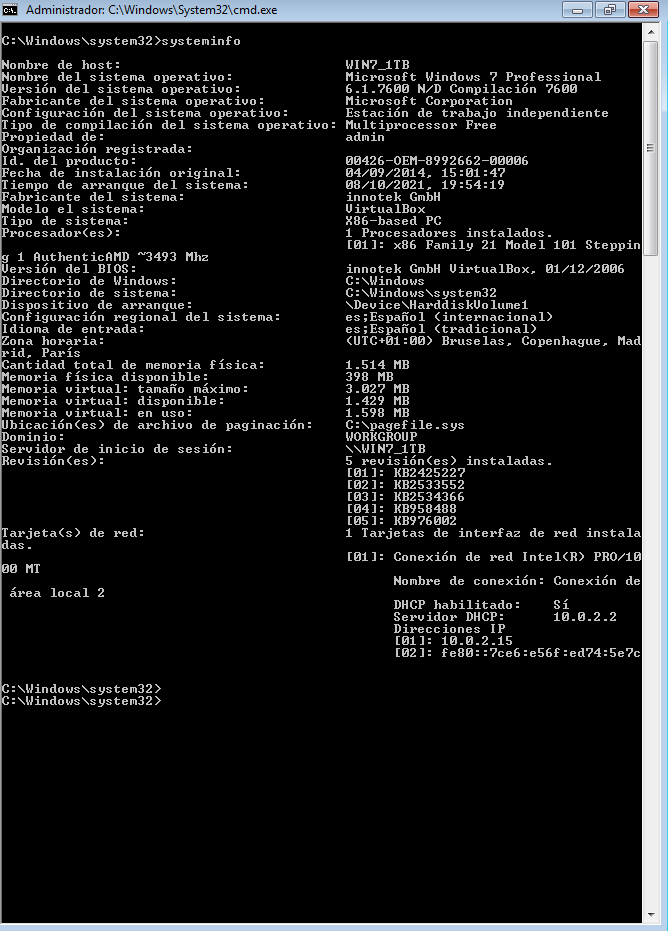 Administrador: C:\Windows\System32\cmd.exe
C:\Windows\system32>systeminfo
Nombre de host: WIN7_1TB
Nombre del sistema operativo: Microsoft Windows 7 Professional
Versión del sistema operativo: 6.1.7600 N/D Compilación 7600
Fabricante del sistema operativo: Microsoft Corporation
Configuración del sistema operativo: Estación de trabajo independiente
Tipo de compilación del sistema operativo: Multiprocessor Free
Propiedad de: admin
Organización registrada:
Id. del producto: 00426-OEM-8992662-00006
Fecha de instalación original: 04/09/2014, 15:01:47
Tiempo de arranque del sistema: 08/10/2021, 19:54:19
Fabricante del sistema: innotek GmbH
Modelo el sistema: VirtualBox
Tipo de sistema: X86-based PC
Procesador(es): 1 Procesadores instalados.
[01]: x86 Family 21 Model 101 Steppin
g 1 AuthenticAMD ~3493 Mhz
Versión del BIOS: innotek GmbH VirtualBox, 01/12/2006
Directorio de Windows: C:\Windows
Directorio de sistema: C:\Windows\system32
Dispositivo de arranque: \Device\HarddiskVolume1
Configuración regional del sistema: es;Español (internacional)
Idioma de entrada: es;Español (tradicional)
Zona horaria: (UTC+01:00) Bruselas, Copenhague, Mad
rid, París
Cantidad total de memoria física: 1.514 MB
Memoria física disponible: 398 MB
Memoria virtual: tamaño máximo: 3.027 MB
Memoria virtual: disponible: 1.429 MB
Memoria virtual: en uso: 1.598 MB
Ubicación(es) de archivo de paginación: C:\pagefile.sys
Dominio: WORKGROUP
Servidor de inicio de sesión: \\WIN7_1TB
Revisión(es): 5 revisión(es) instaladas.
[01]: KB2425227
[02]: KB2533552
[03]: KB2534366
[04]: KB958488
[05]: KB976002
Tarjeta(s) de red: 1 Tarjetas de interfaz de red instala
das.
[01]: Conexión de red Intel(R) PRO/10
00 MT
Nombre de conexión: Conexión de
área local 2
DHCP habilitado: Sí
Servidor DHCP: 10.0.2.2
Direcciones IP
[01]: 10.0.2.15
[02]: fe80::7ce6:e56f:ed74:5e7c
C:\Windows\system32>
C:\Windows\system32>